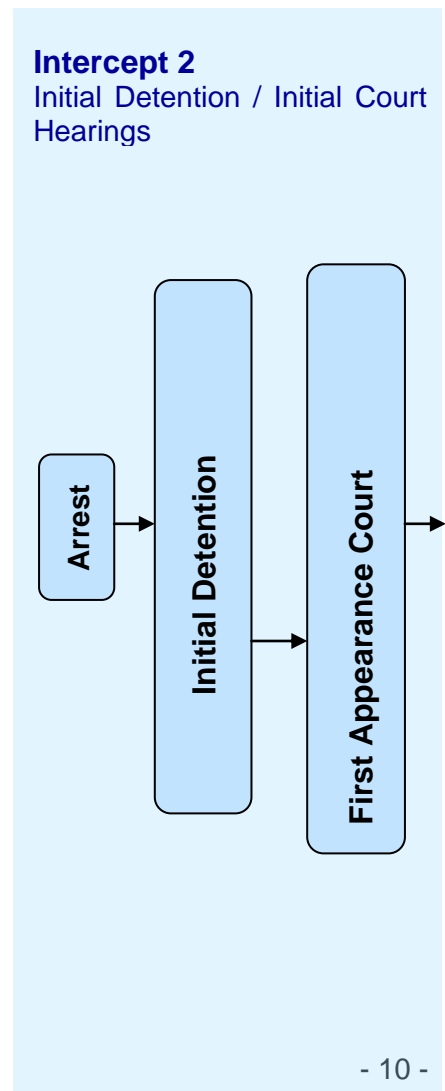 Intercept 2
Initial Detention / Initial Court
Hearings
Arrest
Initial Detention
First Appearance Court
- 10 -